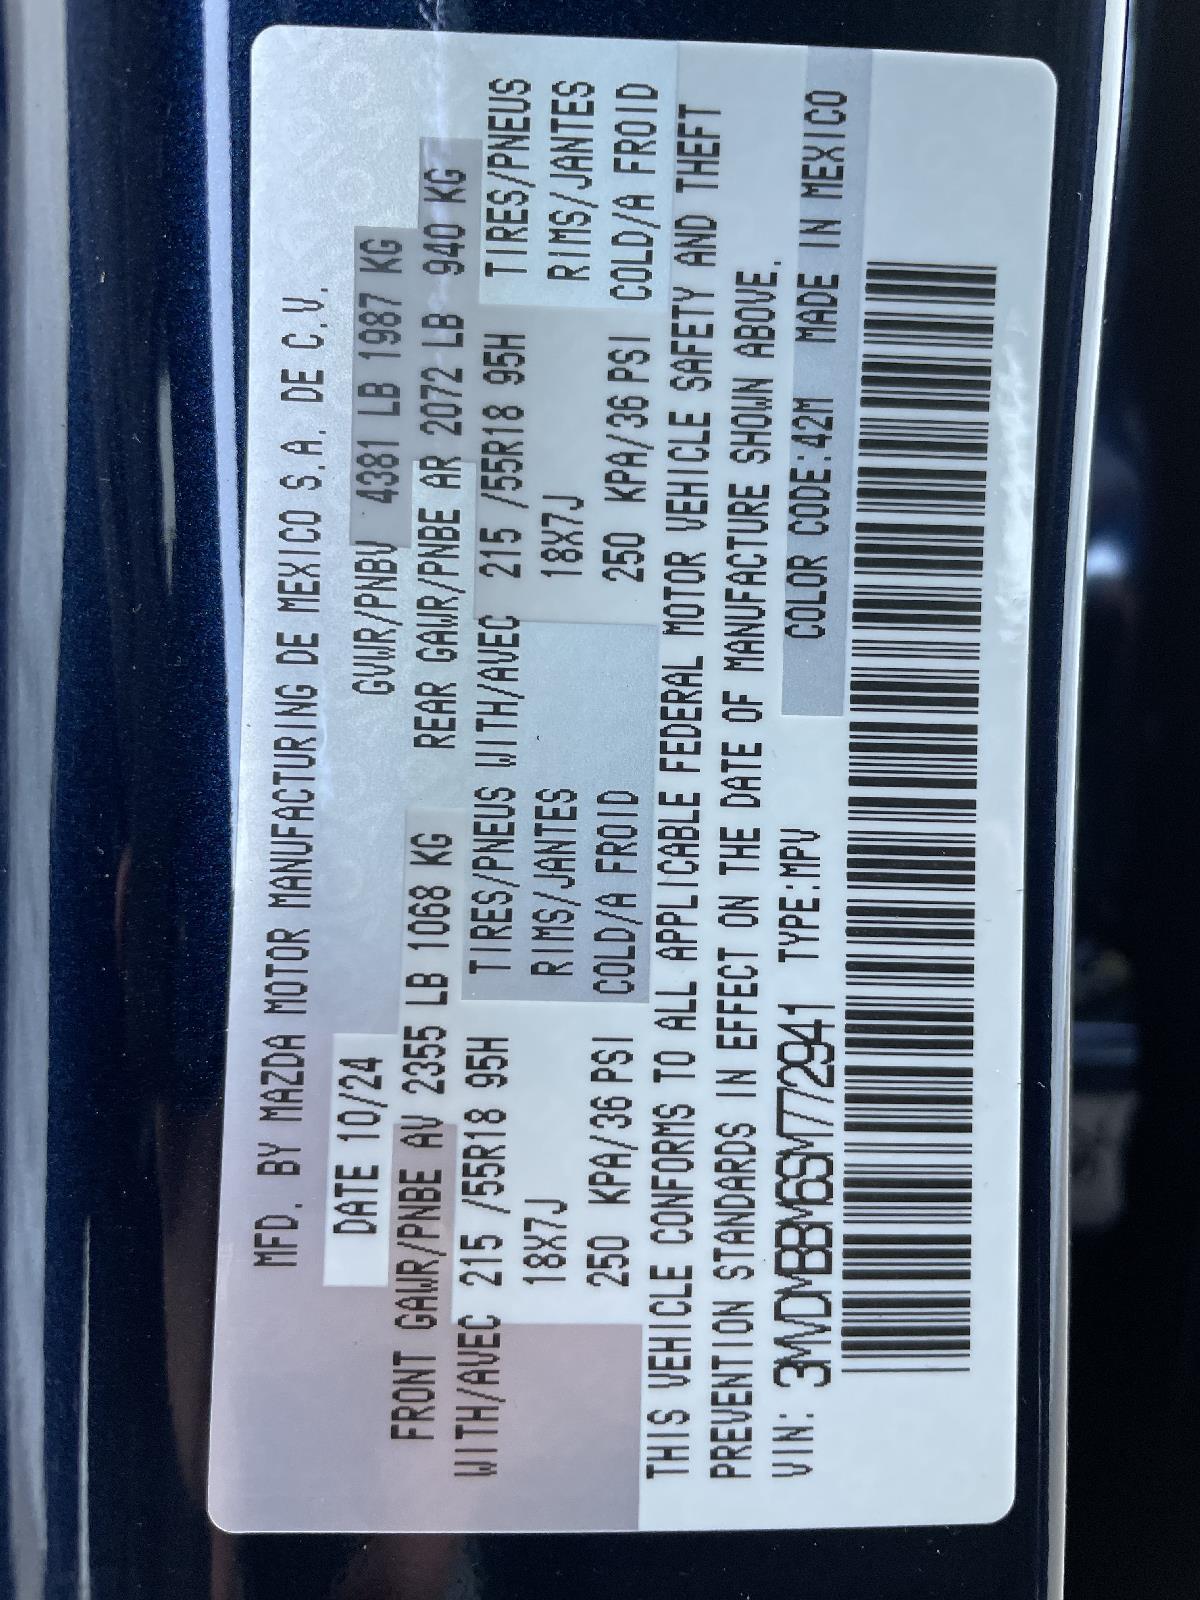 MFD. BY MAZDA MOTOR MANUFACTURING DE MEXICO S.A. DE C.V.
DATE 10/24 GVWR/PNBV 4381 LB 1987 KG
FRONT GAWR/PNBE AV 2355 LB 1068 KG REAR GAWR/PNBE AR 2072 LB 940 KG
WITH/AVEC 215 /55R18 95H TIRES/PNEUS WITH/AVEC 215 /55R18 95H TIRES/PNEUS
18X7J RIMS/JANTES 18X7J RIMS/JANTES
250 KPA/36 PSI COLD/A FROID 250 KPA/36 PSI COLD/A FROID
THIS VEHICLE CONFORMS TO ALL APPLICABLE FEDERAL MOTOR VEHICLE SAFETY AND THEFT
PREVENTION STANDARDS IN EFFECT ON THE DATE OF MANUFACTURE SHOWN ABOVE.
VIN: 3MVDMBBM6SM772941 TYPE:MPV COLOR CODE:42M MADE IN MEXICO